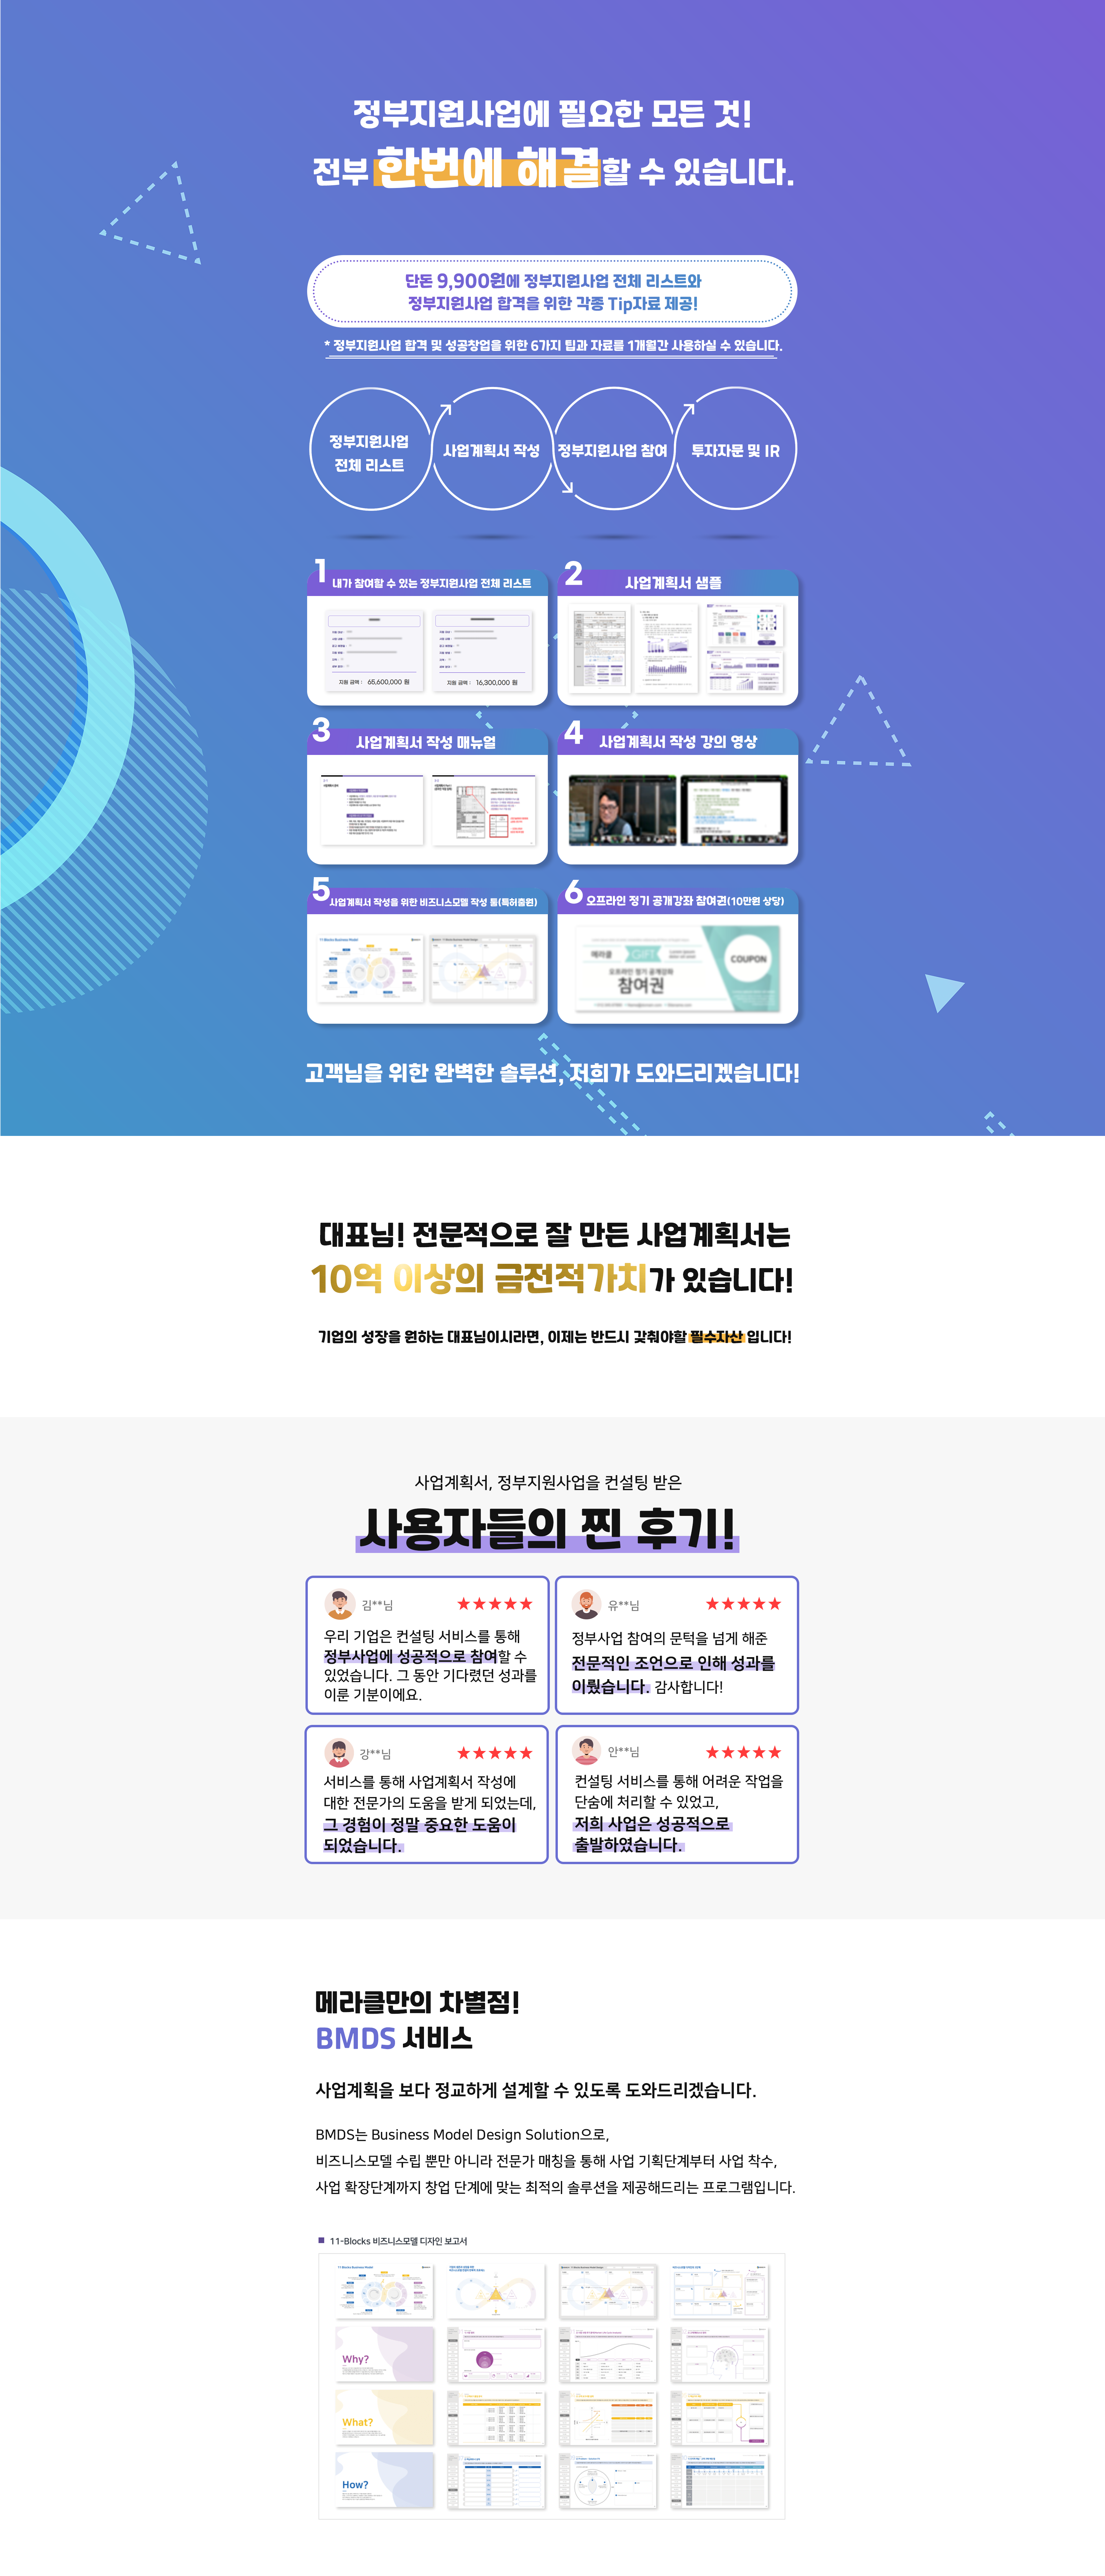 정부지원사업에 필요한 모든 것!
전부 한번에 해결할 수 있습니다.
단돈 9,900원에 정부지원사업 전체 리스트와
정부지원사업 합격을 위한 각종 Tip자료 제공!
* 정부지원사업 합격 및 성공창업을 위한 6가지 팁과 자료를 1개월간 사용하실 수 있습니다.
정부지원사업
전체 리스트
사업계획서 작성
정부지원사업 참여
투자자문 및 IR
1 내가 참여할 수 있는 정부지원사업 전체 리스트
지원 금액 : 65,600,000 원
지원 금액 : 16,300,000 원
2 사업계획서 샘플
3 사업계획서 작성 매뉴얼
4 사업계획서 작성 강의 영상
5 사업계획서 작성을 위한 비즈니스모델 작성 툴(특허출원)
11-Blocks Business Model
6 오프라인 정기 공개강좌 참여권(10만원 상당)
메라클 GIFT
오프라인 정기 공개강좌
참여권
COUPON
고객님을 위한 완벽한 솔루션, 저희가 도와드리겠습니다!
대표님! 전문적으로 잘 만든 사업계획서는
10억 이상의 금전적가치가 있습니다!
기업의 성장을 원하는 대표님이시라면, 이제는 반드시 갖춰야할 필수자산 입니다!
사업계획서, 정부지원사업을 컨설팅 받은
사용자들의 찐 후기!
김**님
우리 기업은 컨설팅 서비스를 통해
정부사업에 성공적으로 참여할 수
있었습니다. 그 동안 기다렸던 성과를
이룬 기분이에요.
유**님
정부사업 참여의 문턱을 넘게 해준
전문적인 조언으로 인해 성과를
이뤘습니다. 감사합니다!
강**님
서비스를 통해 사업계획서 작성에
대한 전문가의 도움을 받게 되었는데,
그 경험이 정말 중요한 도움이
되었습니다.
안**님
컨설팅 서비스를 통해 어려운 작업을
단숨에 처리할 수 있었고,
저희 사업은 성공적으로
출발하였습니다.
메라클만의 차별점!
BMDS 서비스
사업계획을 보다 정교하게 설계할 수 있도록 도와드리겠습니다.
BMDS는 Business Model Design Solution으로,
비즈니스모델 수립 뿐만 아니라 전문가 매칭을 통해 사업 기획단계부터 사업 착수,
사업 확장단계까지 창업 단계에 맞는 최적의 솔루션을 제공해드리는 프로그램입니다.
11-Blocks 비즈니스모델 디자인 보고서
11-Blocks Business Model
Why?
What?
How?